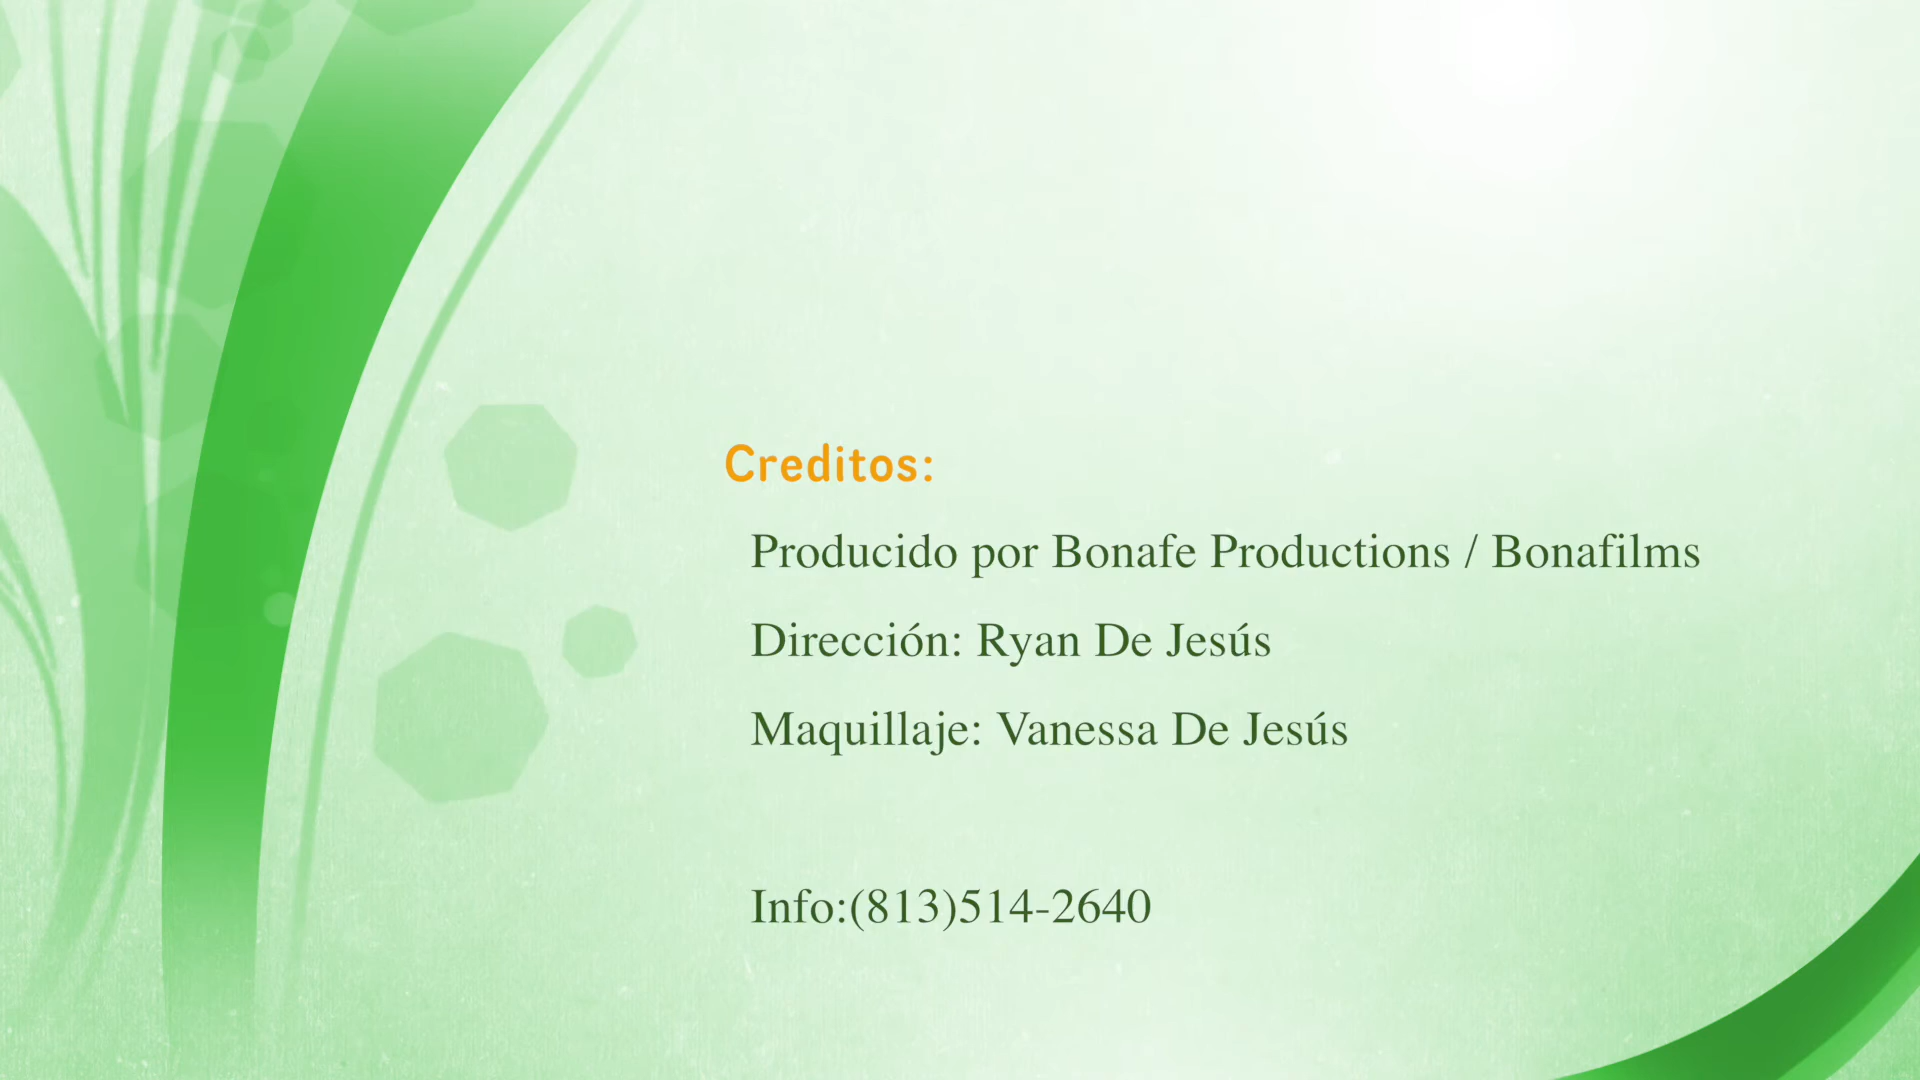 Creditos:
Producido por Bonafe Productions / Bonafilms
Dirección: Ryan De Jesús
Maquillaje: Vanessa De Jesús
Info:(813)514-2640